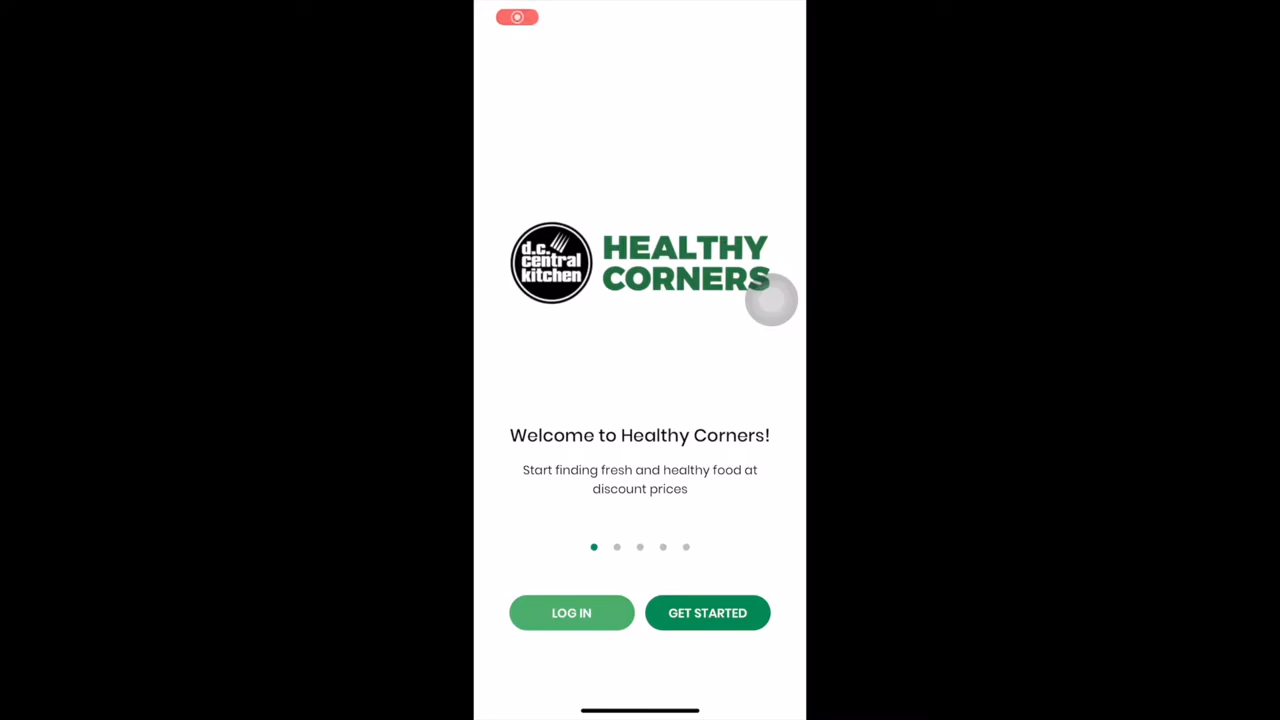 d.c.
central
kitchen
HEALTHY
CORNERS
Welcome to Healthy Corners!
Start finding fresh and healthy food at
discount prices
LOG IN
GET STARTED